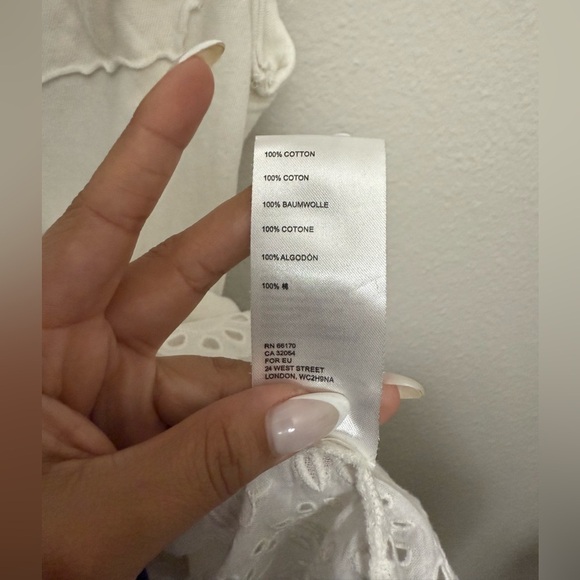 100% COTTON
100% COTON
100% BAUMWOLLE
100% COTONE
100% ALGODÓN
100% 棉
RN 66170
CA 32054
FOR EU
24 WEST STREET
LONDON, WC2H9NA